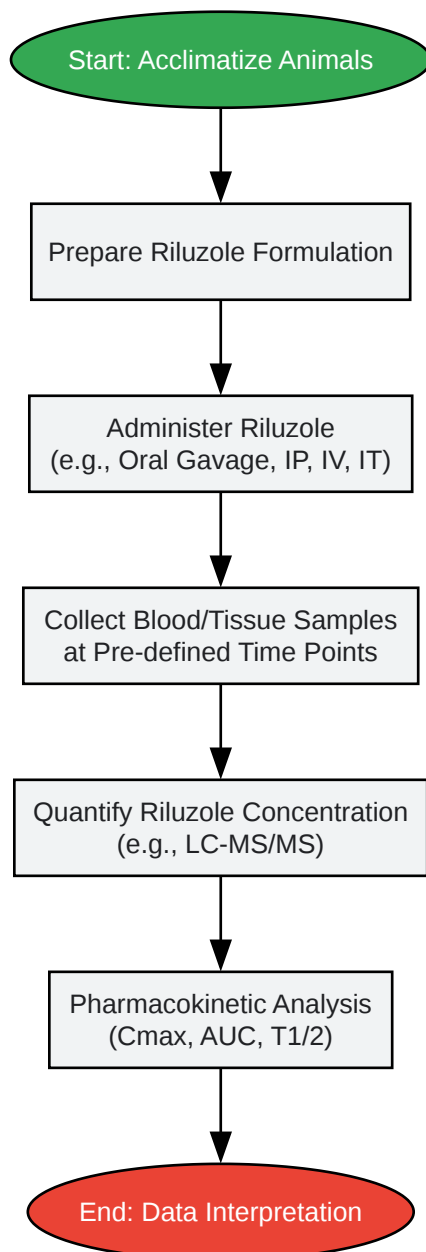 Start: Acclimatize Animals
Prepare Riluzole Formulation
Administer Riluzole
(e.g., Oral Gavage, IP, IV, IT)
Collect Blood/Tissue Samples
at Pre-defined Time Points
Quantify Riluzole Concentration
(e.g., LC-MS/MS)
Pharmacokinetic Analysis
(Cmax, AUC, T1/2)
End: Data Interpretation